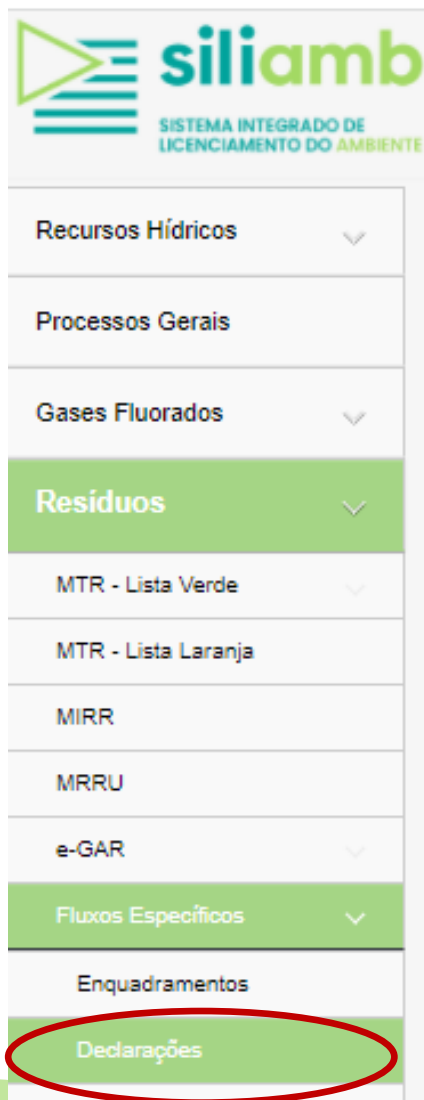 siliamb
SISTEMA INTEGRADO DE
LICENCIAMENTO DO AMBIENTE
Recursos Hídricos
Processos Gerais
Gases Fluorados
Resíduos
MTR - Lista Verde
MTR - Lista Laranja
MIRR
MRRU
e-GAR
Fluxos Específicos
Enquadramentos
Declarações